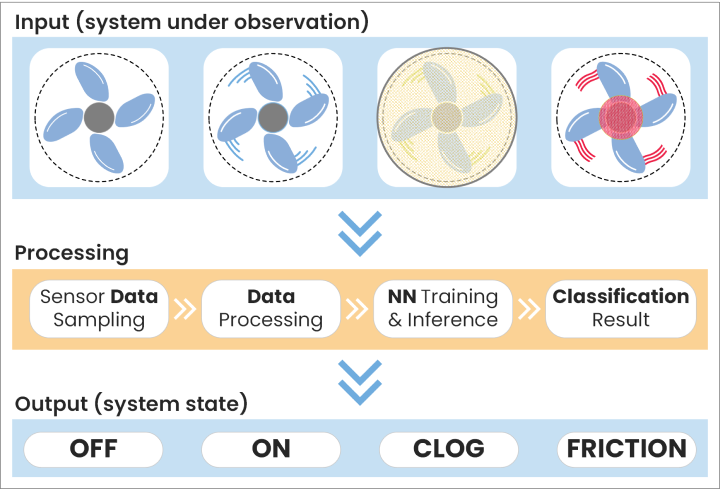 Input (system under observation)
Processing
Sensor Data
Sampling
Data
Processing
NN Training
& Inference
Classification
Result
Output (system state)
OFF
ON
CLOG
FRICTION